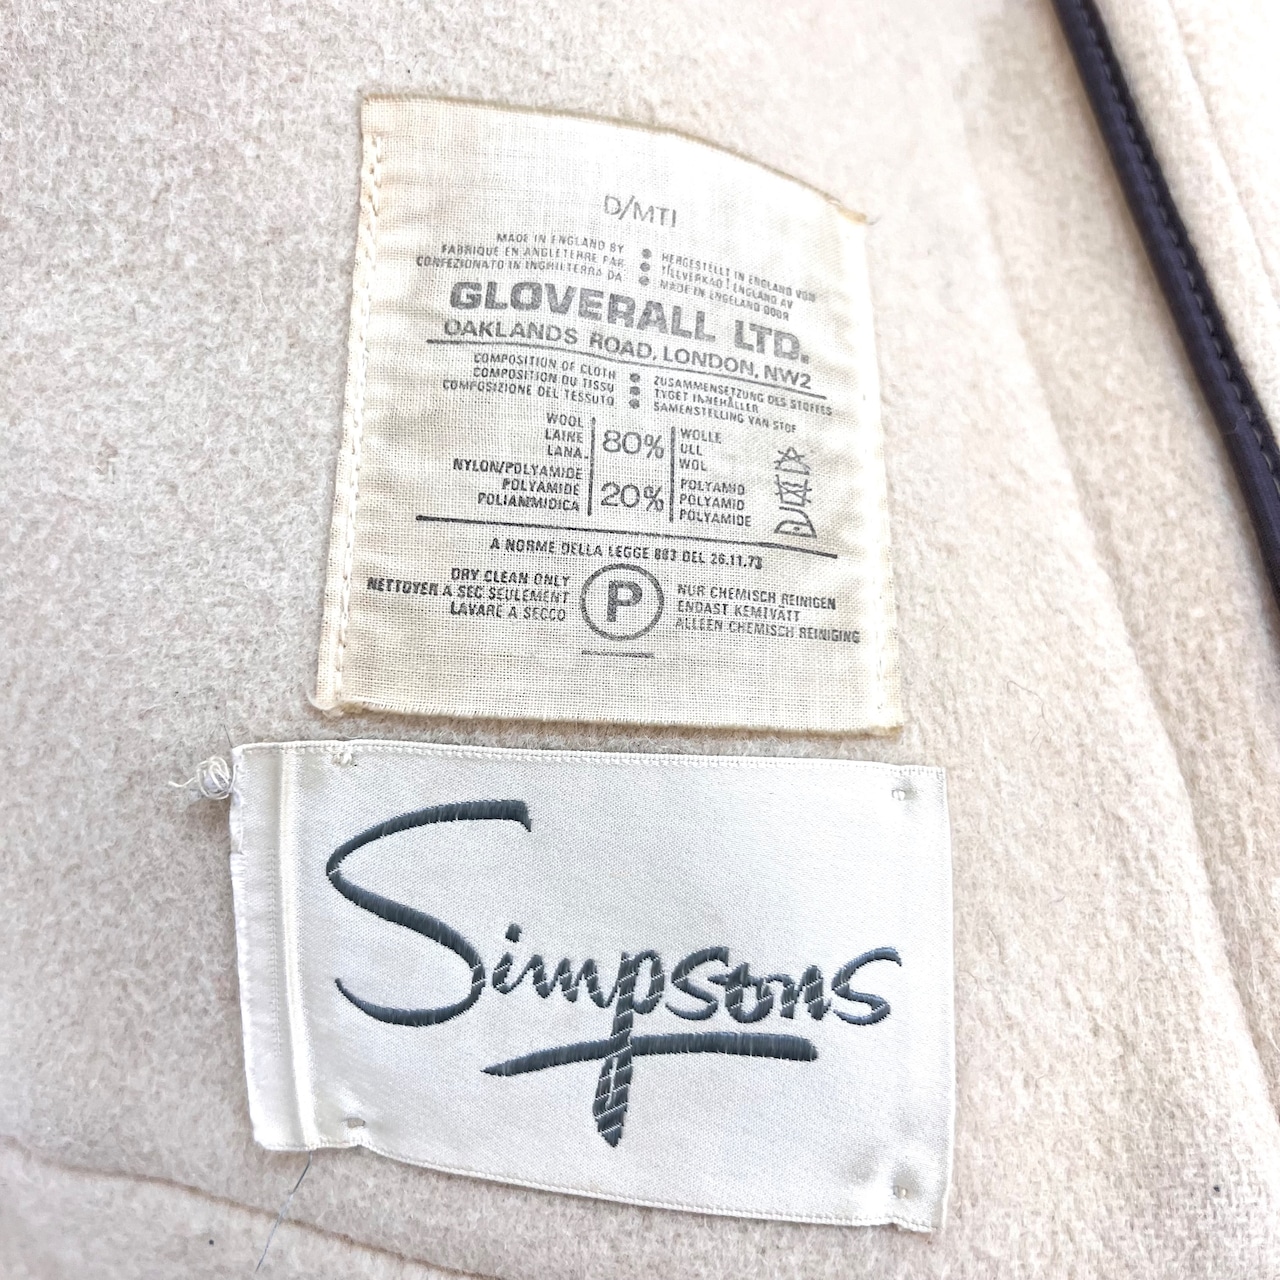 D/MTI
MADE IN ENGLAND BY
FABRIQUE EN ANGLETERRE PAR
CONFEZIONATO IN INGHILTERRA DA
HERGESTELLT IN ENGLAND VON
TILLVERKAD I ENGLAND AV
MADE IN ENGELAND DOOR
GLOVERALL LTD.
OAKLANDS ROAD, LONDON, NW2
COMPOSITION OF CLOTH
COMPOSITION DU TISSU
COMPOSIZIONE DEL TESSUTO
ZUSAMMENSETZUNG DES STOFFES
TYGET INNEHÅLLER
SAMENSTELLING VAN STOF
WOOL
LAINE
LANA.
80%
WOLLE
ULL
WOL
NYLON/POLYAMIDE
POLYAMIDE
POLIAMMIDICA
20%
POLYAMID
POLYAMID
POLYAMIDE
A NORME DELLA LEGGE 883 DEL 26.11.73
DRY CLEAN ONLY
NETTOYER A SEC SEULEMENT
LAVARE A SECCO
P
NUR CHEMISCH REINIGEN
ENDAST KEMTVÄTT
ALLEEN CHEMISCH REINIGING
Simpsons